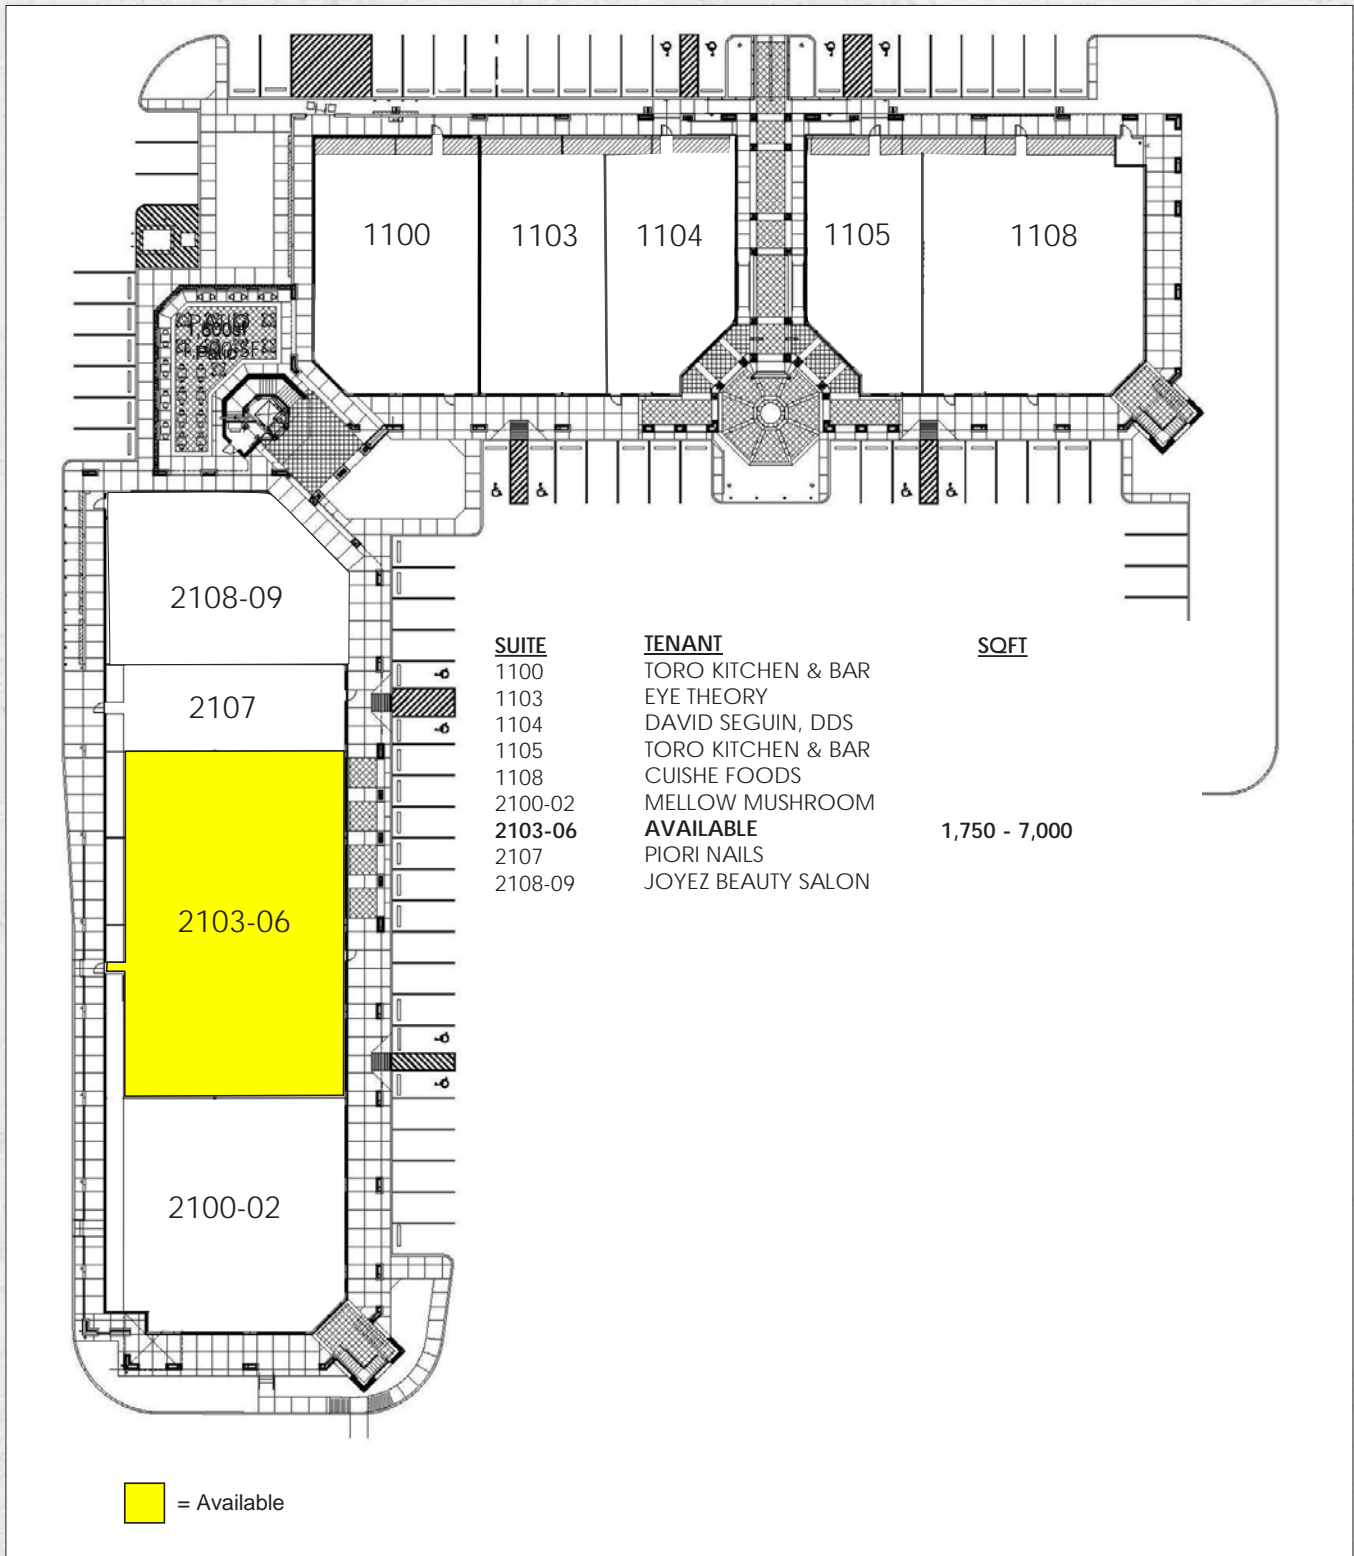 1100
1103
1104
1105
1108
2108-09
2107
2103-06
2100-02
SUITE TENANT SQFT
1100 TORO KITCHEN & BAR
1103 EYE THEORY
1104 DAVID SEGUIN, DDS
1105 TORO KITCHEN & BAR
1108 CUISHE FOODS
2100-02 MELLOW MUSHROOM
2103-06 AVAILABLE 1,750 - 7,000
2107 PIORI NAILS
2108-09 JOYEZ BEAUTY SALON
= Available